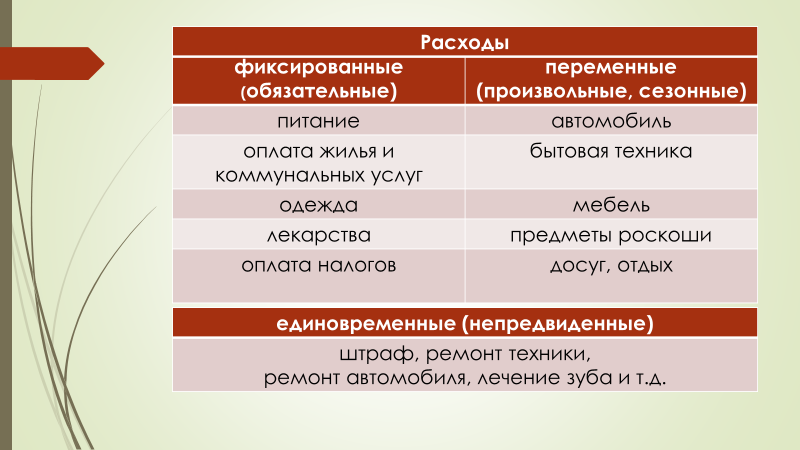 Расходы
фиксированные
(обязательные)
переменные
(произвольные, сезонные)
питание
автомобиль
оплата жилья и
коммунальных услуг
бытовая техника
одежда
мебель
лекарства
предметы роскоши
оплата налогов
досуг, отдых
единовременные (непредвиденные)
штраф, ремонт техники,
ремонт автомобиля, лечение зуба и т.д.